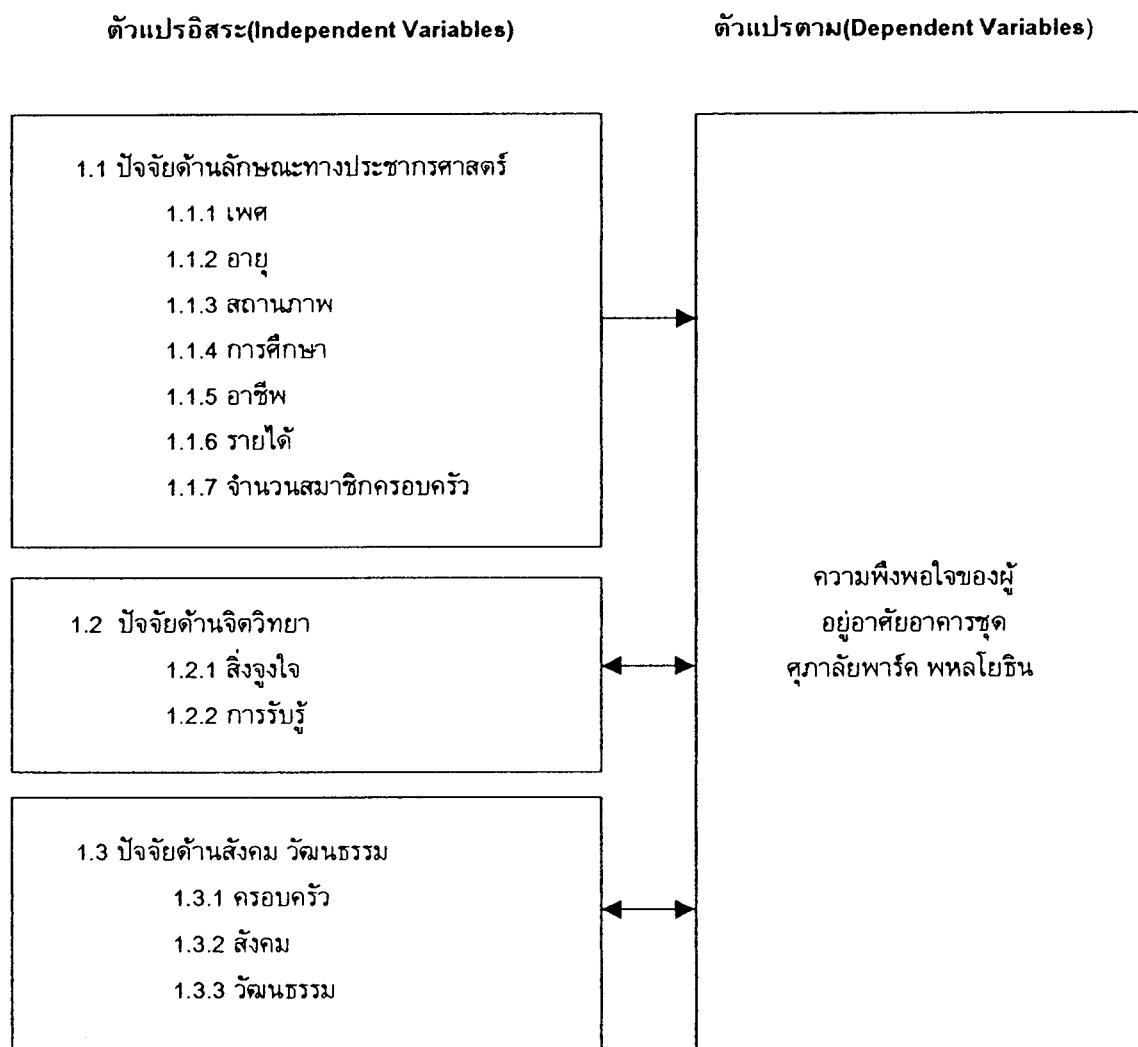 ตัวแปรอิสระ(Independent Variables)
ตัวแปรตาม(Dependent Variables)
1.1 ปัจจัยด้านลักษณะทางประชากรศาสตร์
1.1.1 เพศ
1.1.2 อายุ
1.1.3 สถานภาพ
1.1.4 การศึกษา
1.1.5 อาชีพ
1.1.6 รายได้
1.1.7 จำนวนสมาชิกครอบครัว
1.2 ปัจจัยด้านจิตวิทยา
1.2.1 สิ่งจูงใจ
1.2.2 การรับรู้
1.3 ปัจจัยด้านสังคม วัฒนธรรม
1.3.1 ครอบครัว
1.3.2 สังคม
1.3.3 วัฒนธรรม
ความพึงพอใจของผู้
อยู่อาศัยอาคารชุด
ศุภาลัยพาร์ค พหลโยธิน